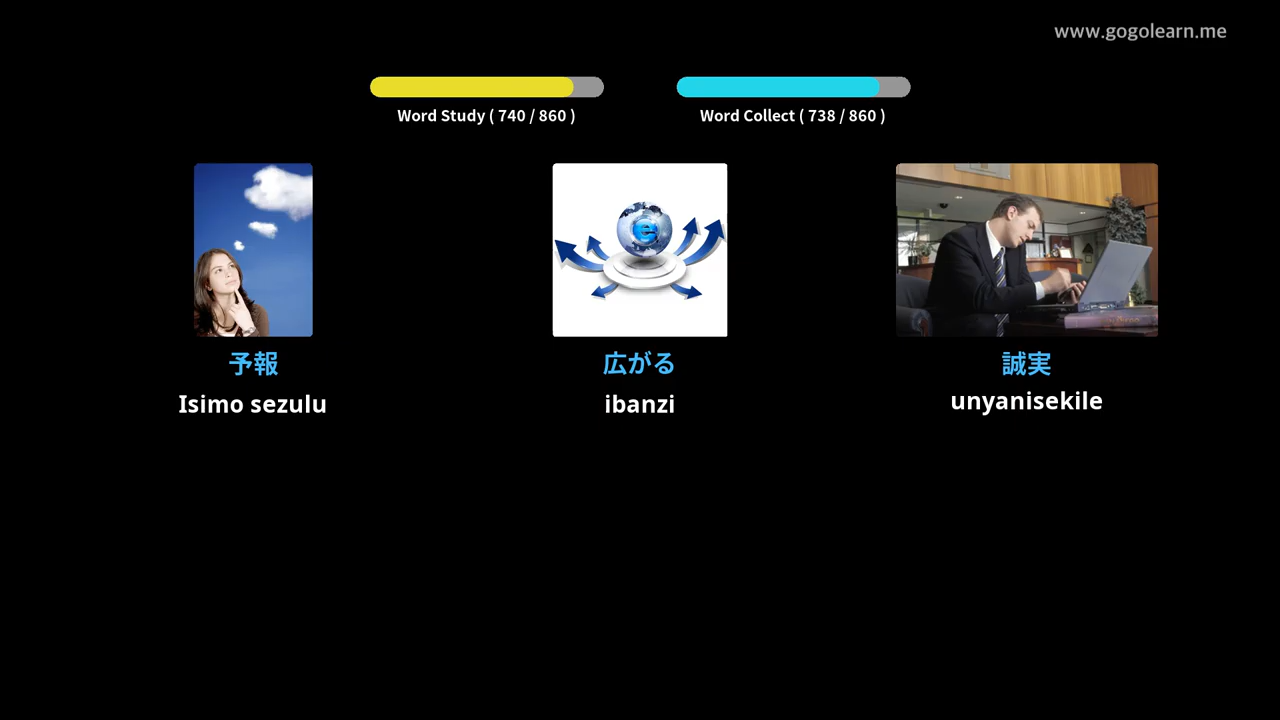 www.gogolearn.me
Word Study ( 740 / 860 )
Word Collect ( 738 / 860 )
e
予報
広がる
誠実
Isimo sezulu
ibanzi
unyanisekile